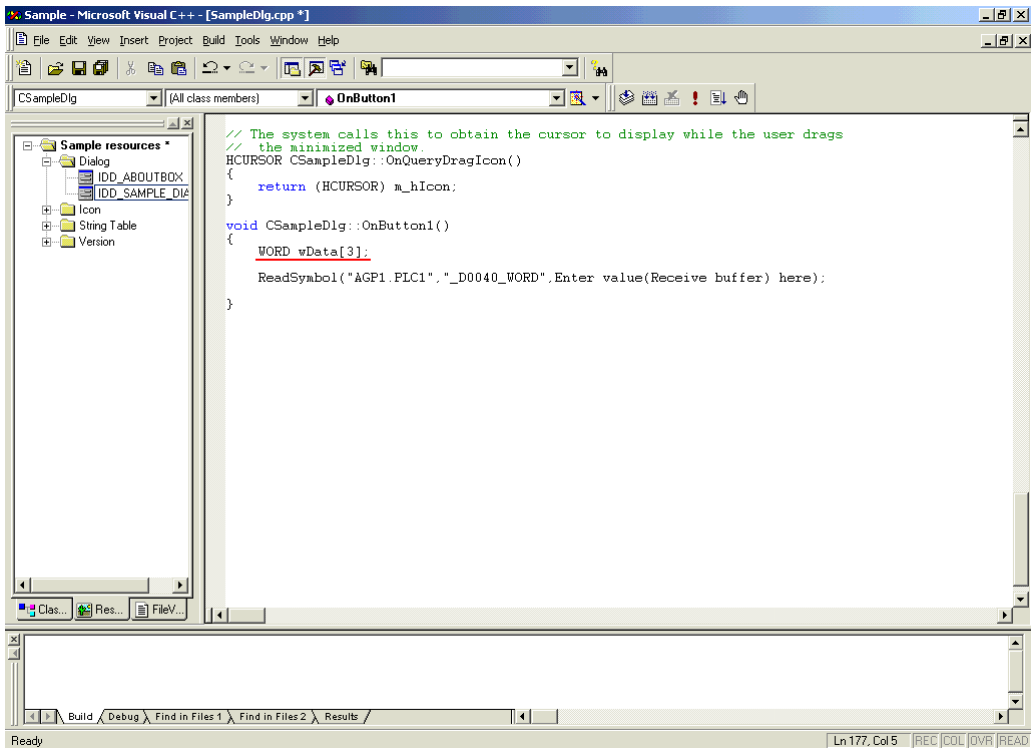 Sample - Microsoft Visual C++ - [SampleDlg.cpp *]
File Edit View Insert Project Build Tools Window Help
CSampleDlg (All class members) OnButton1
Sample resources *
Dialog
IDD_ABOUTBOX
IDD_SAMPLE_DIA
Icon
String Table
Version
// The system calls this to obtain the cursor to display while the user drags
// the minimized window.
HCURSOR CSampleDlg::OnQueryDragIcon()
{
return (HCURSOR) m_hIcon;
}
void CSampleDlg::OnButton1()
{
WORD wData[3];
ReadSymbol("AGP1.PLC1","_D0040_WORD",Enter value(Receive buffer) here);
}
Clas... Res... FileV...
Build Debug Find in Files 1 Find in Files 2 Results
Ready Ln 177, Col 5 REC COL OVR READ